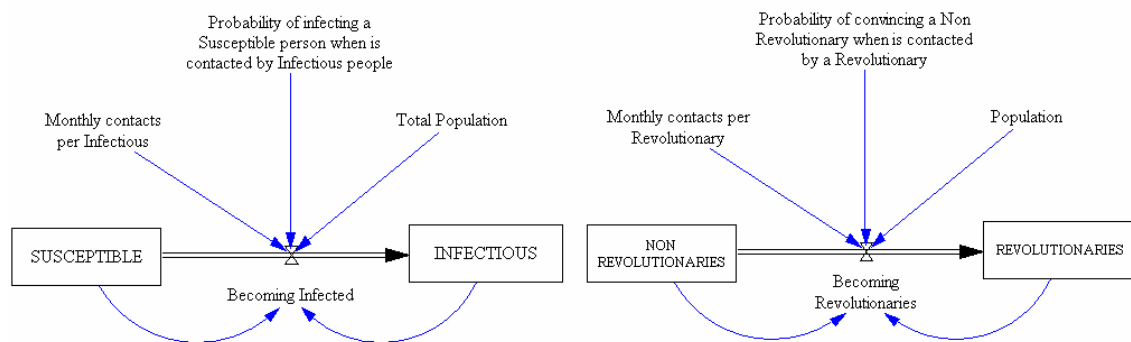 Probability of infecting a
Susceptible person when is
contacted by Infectious people
Monthly contacts
per Infectious
Total Population
SUSCEPTIBLE
INFECTIOUS
Becoming Infected
Probability of convincing a Non
Revolutionary when is contacted
by a Revolutionary
Monthly contacts per
Revolutionary
Population
NON
REVOLUTIONARIES
REVOLUTIONARIES
Becoming
Revolutionaries